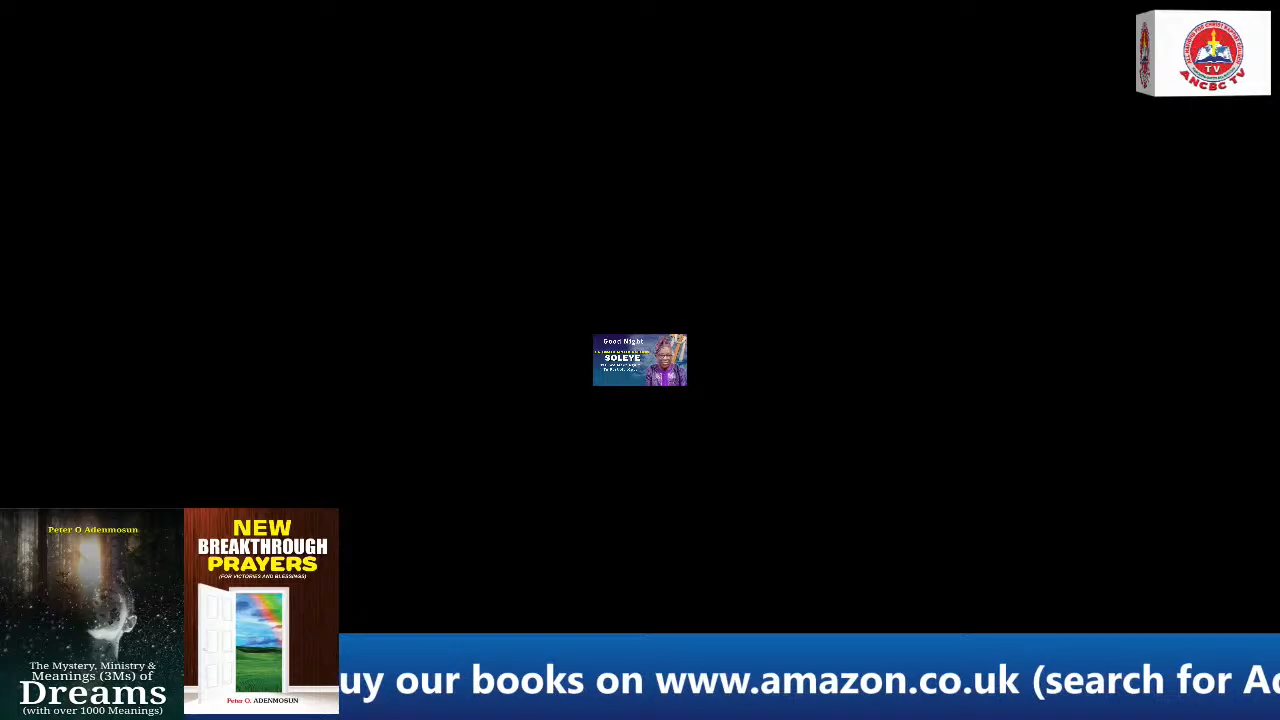 ANCBC TV
TV
Good Night
SOLEYE
Peter O Adenmosun
The Mystery, Ministry &
Meanings (3Ms) of
Dreams
(with over 1000 Meanings)
NEW
BREAKTHROUGH
PRAYERS
(FOR VICTORIES AND BLESSINGS)
Peter O. ADENMOSUN
uy our books on www.amazon.co.uk (search for Ad